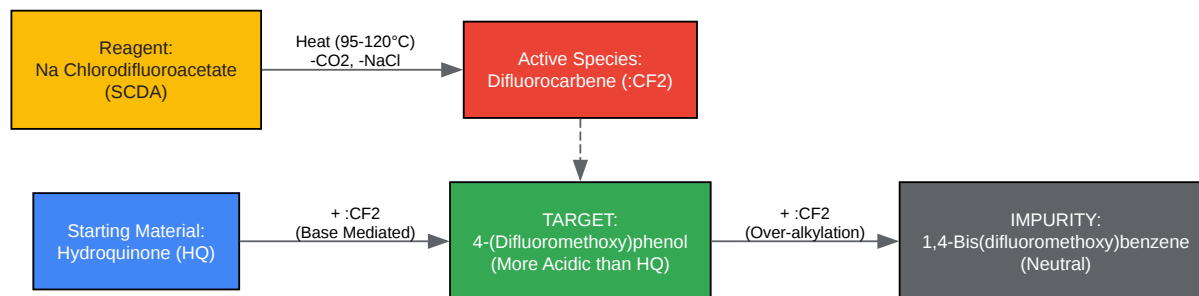 Reagent:
Na Chlorodifluoroacetate
(SCDA)
Heat (95-120°C)
-CO2, -NaCl
Active Species:
Difluorocarbene (:CF2)
Starting Material:
Hydroquinone (HQ)
+ :CF2
(Base Mediated)
TARGET:
4-(Difluoromethoxy)phenol
(More Acidic than HQ)
+ :CF2
(Over-alkylation)
IMPURITY:
1,4-Bis(difluoromethoxy)benzene
(Neutral)